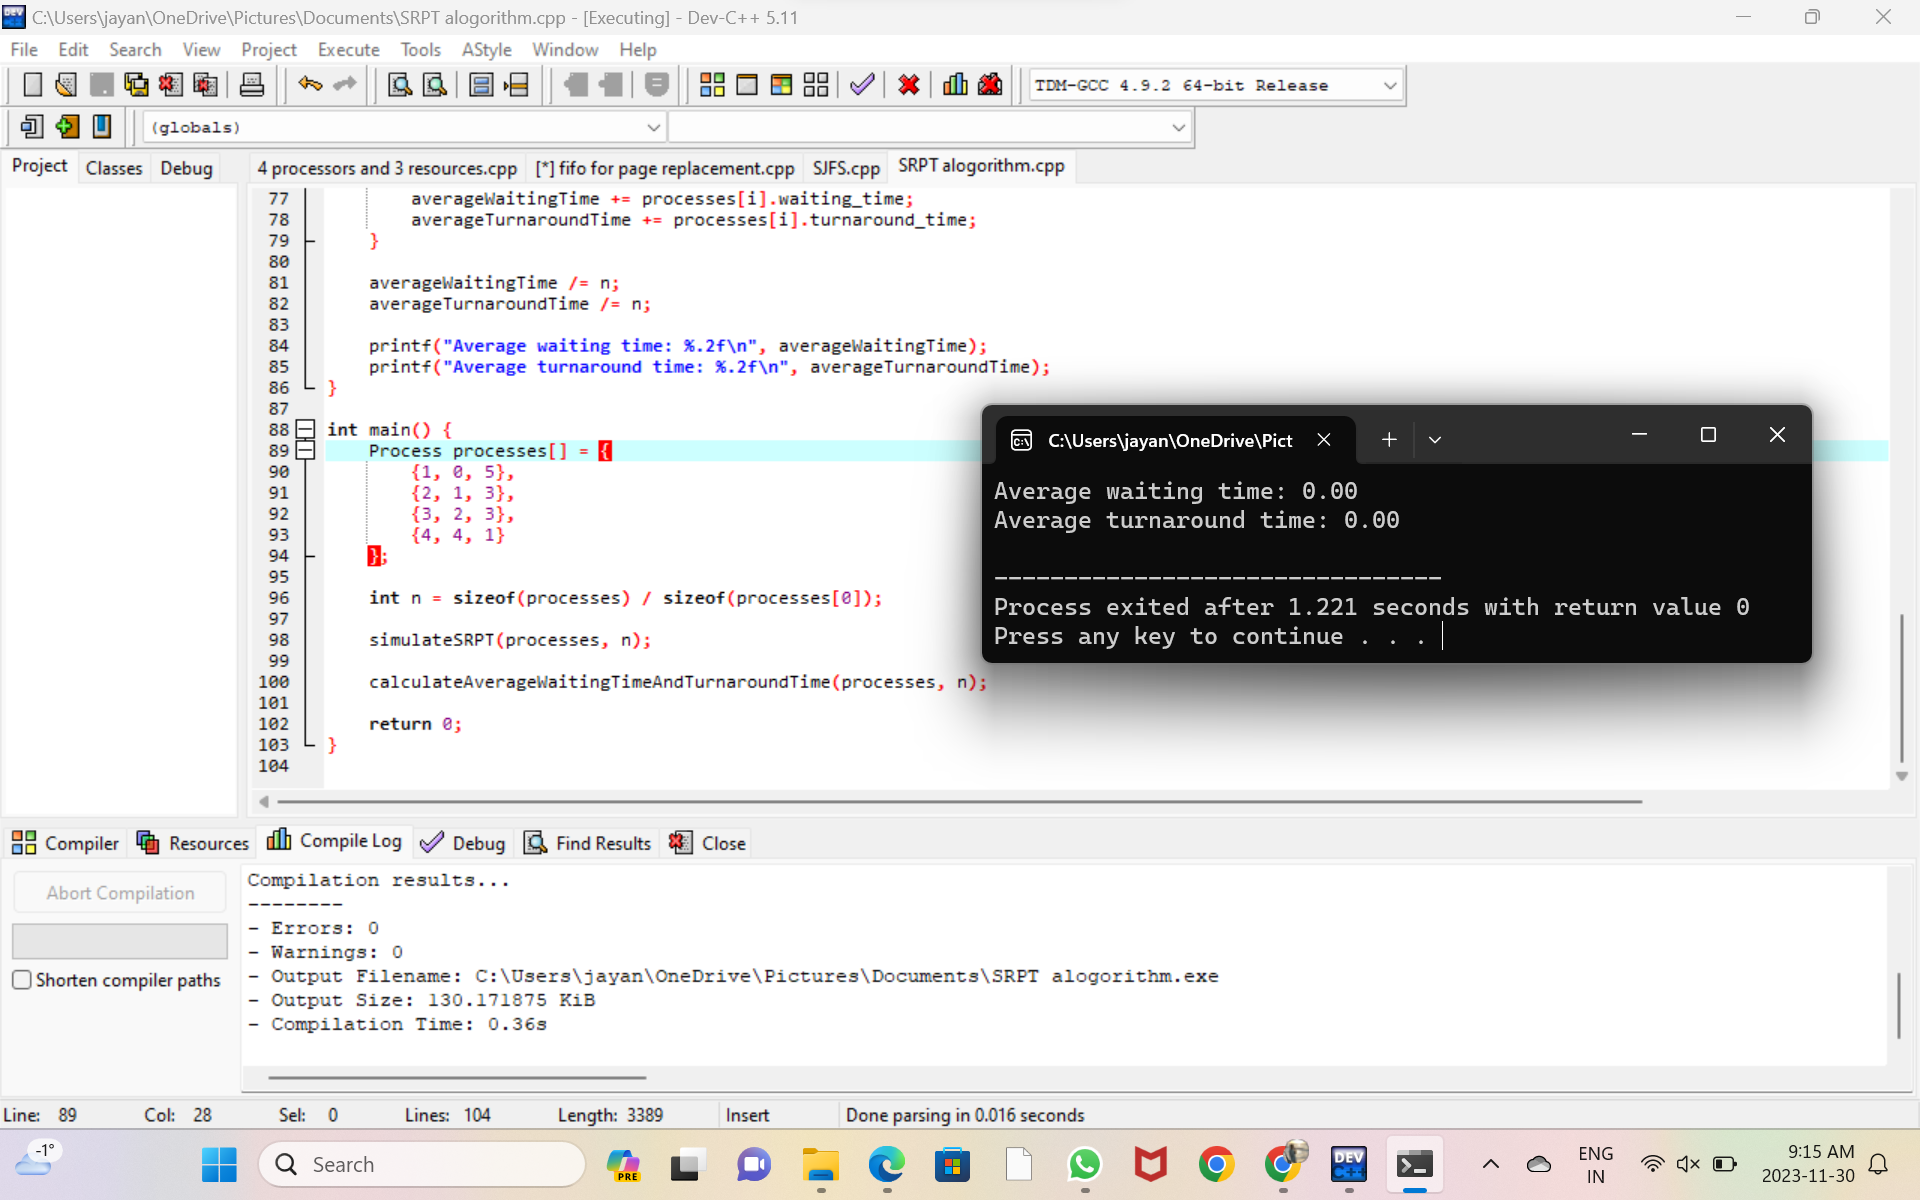 C:\Users\jayan\OneDrive\Pictures\Documents\SRPT alogorithm.cpp - [Executing] - Dev-C++ 5.11
File Edit Search View Project Execute Tools AStyle Window Help
TDM-GCC 4.9.2 64-bit Release
(globals)
Project Classes Debug
4 processors and 3 resources.cpp [*] fifo for page replacement.cpp SJFS.cpp SRPT alogorithm.cpp
77 averageWaitingTime += processes[i].waiting_time;
78 averageTurnaroundTime += processes[i].turnaround_time;
79 }
80
81 averageWaitingTime /= n;
82 averageTurnaroundTime /= n;
83
84 printf("Average waiting time: %.2f\n", averageWaitingTime);
85 printf("Average turnaround time: %.2f\n", averageTurnaroundTime);
86 }
87
88 int main() {
89 Process processes[] = {
90 {1, 0, 5},
91 {2, 1, 3},
92 {3, 2, 3},
93 {4, 4, 1}
94 };
95
96 int n = sizeof(processes) / sizeof(processes[0]);
97
98 simulateSRPT(processes, n);
99
100 calculateAverageWaitingTimeAndTurnaroundTime(processes, n);
101
102 return 0;
103 }
104
C:\Users\jayan\OneDrive\Pict
Average waiting time: 0.00
Average turnaround time: 0.00
--------------------------------
Process exited after 1.221 seconds with return value 0
Press any key to continue . . .
Compiler Resources Compile Log Debug Find Results Close
Abort Compilation
Shorten compiler paths
Compilation results...
--------
- Errors: 0
- Warnings: 0
- Output Filename: C:\Users\jayan\OneDrive\Pictures\Documents\SRPT alogorithm.exe
- Output Size: 130.171875 KiB
- Compilation Time: 0.36s
Line: 89 Col: 28 Sel: 0 Lines: 104 Length: 3389 Insert Done parsing in 0.016 seconds
-1°
Search
PRE
DEV C++
ENG
IN
9:15 AM
2023-11-30